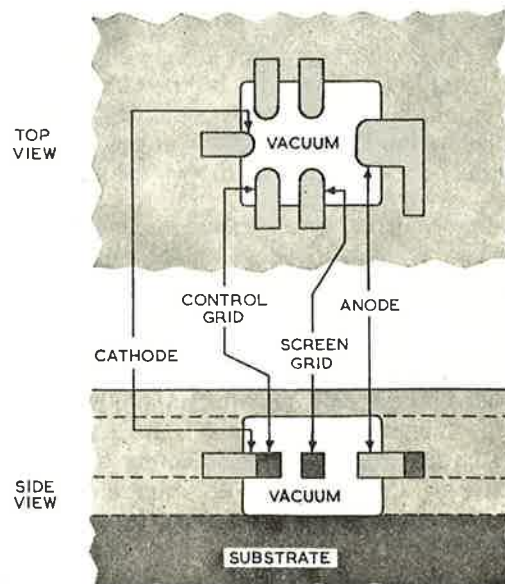 TOP
VIEW
VACUUM
CONTROL
GRID
ANODE
SCREEN
GRID
CATHODE
SIDE
VIEW
VACUUM
SUBSTRATE